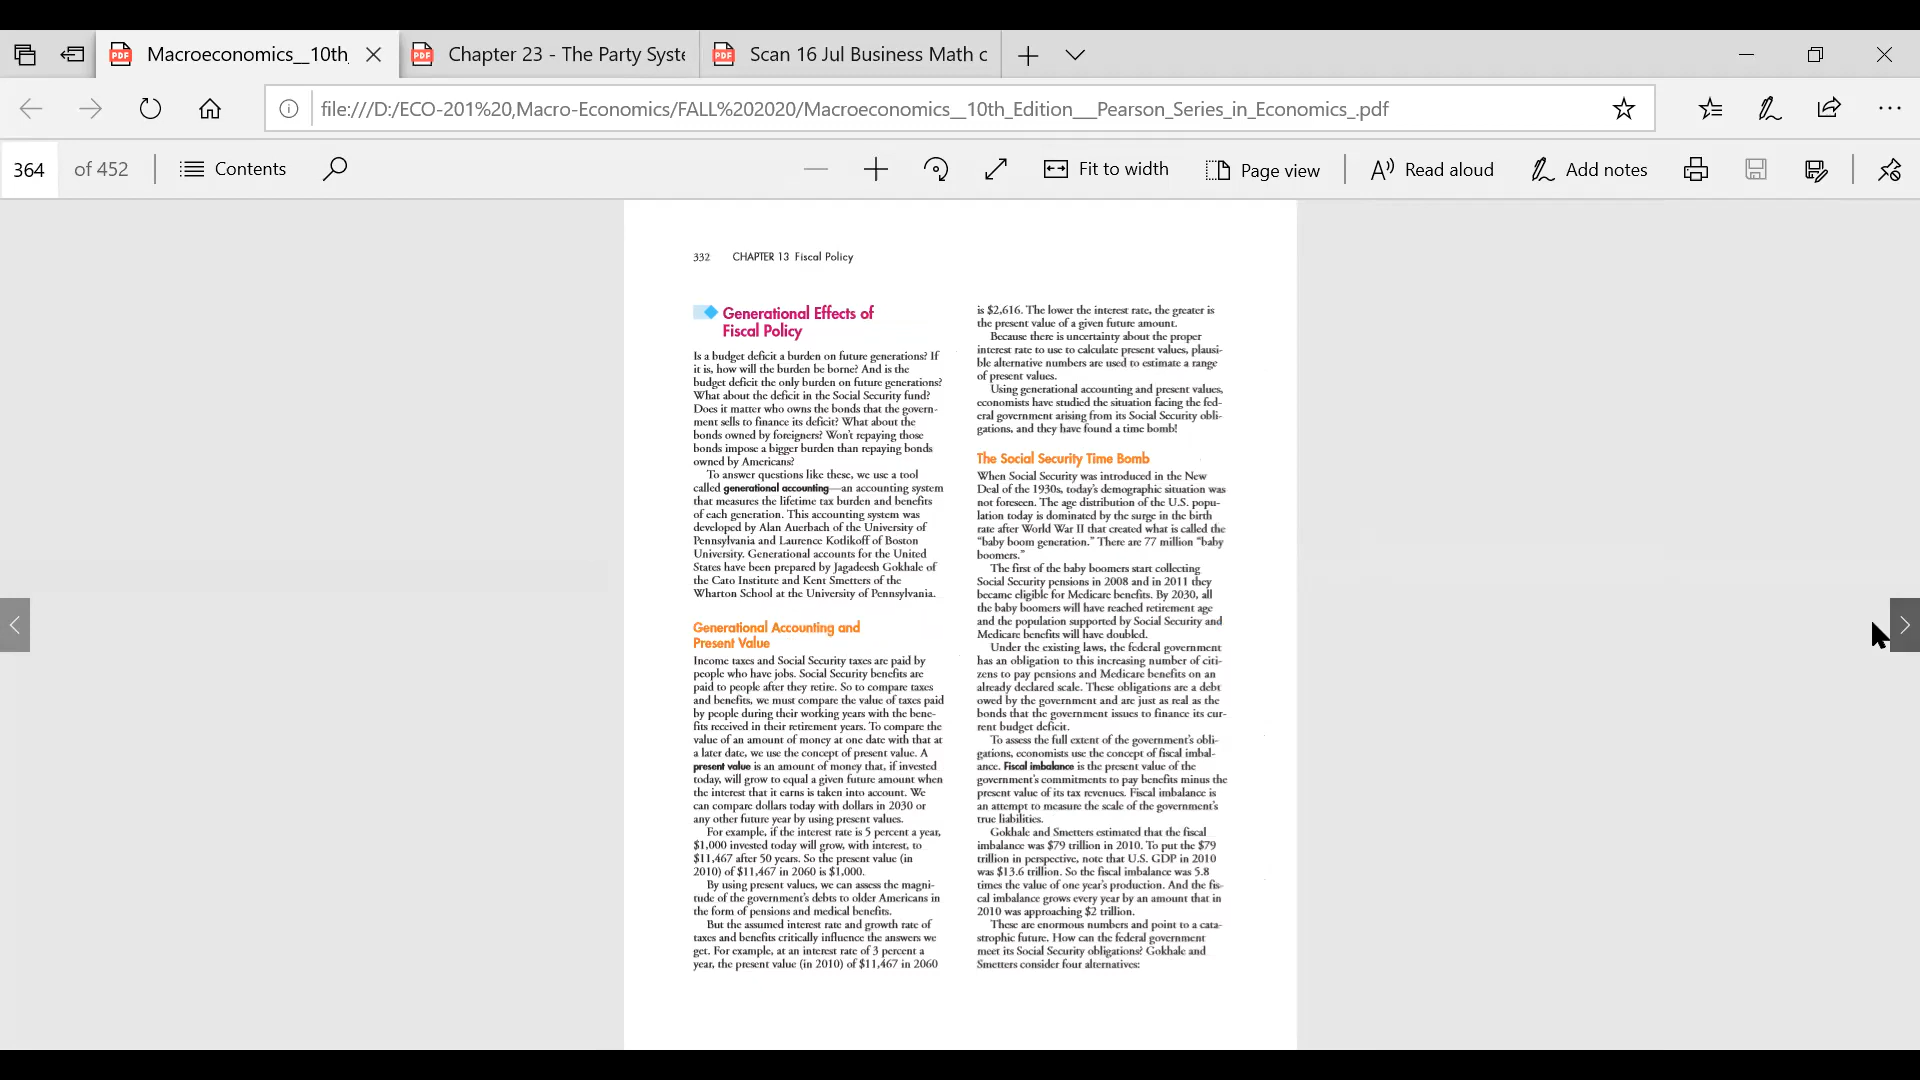 Macroeconomics__10th_
Chapter 23 - The Party Syste
Scan 16 Jul Business Math c
file:///D:/ECO-201%20,Macro-Economics/FALL%202020/Macroeconomics__10th_Edition___Pearson_Series_in_Economics_.pdf
364 of 452 Contents Fit to width Page view Read aloud Add notes
332 CHAPTER 13 Fiscal Policy
Generational Effects of
Fiscal Policy
Is a budget deficit a burden on future generations? If
it is, how will the burden be borne? And is the
budget deficit the only burden on future generations?
What about the deficit in the Social Security fund?
Does it matter who owns the bonds that the govern-
ment sells to finance its deficit? What about the
bonds owned by foreigners? Won't repaying those
bonds impose a bigger burden than repaying bonds
owned by Americans?
To answer questions like these, we use a tool
called generational accounting—an accounting system
that measures the lifetime tax burden and benefits
of each generation. This accounting system was
developed by Alan Auerbach of the University of
Pennsylvania and Laurence Kotlikoff of Boston
University. Generational accounts for the United
States have been prepared by Jagadeesh Gokhale of
the Cato Institute and Kent Smetters of the
Wharton School at the University of Pennsylvania.
Generational Accounting and
Present Value
Income taxes and Social Security taxes are paid by
people who have jobs. Social Security benefits are
paid to people after they retire. So to compare taxes
and benefits, we must compare the value of taxes paid
by people during their working years with the bene-
fits received in their retirement years. To compare the
value of an amount of money at one date with that at
a later date, we use the concept of present value. A
present value is an amount of money that, if invested
today, will grow to equal a given future amount when
the interest that it earns is taken into account. We
can compare dollars today with dollars in 2030 or
any other future year by using present values.
For example, if the interest rate is 5 percent a year,
$1,000 invested today will grow, with interest, to
$11,467 after 50 years. So the present value (in
2010) of $11,467 in 2060 is $1,000.
By using present values, we can assess the magni-
tude of the government's debts to older Americans in
the form of pensions and medical benefits.
But the assumed interest rate and growth rate of
taxes and benefits critically influence the answers we
get. For example, at an interest rate of 3 percent a
year, the present value (in 2010) of $11,467 in 2060
is $2,616. The lower the interest rate, the greater is
the present value of a given future amount.
Because there is uncertainty about the proper
interest rate to use to calculate present values, plausi-
ble alternative numbers are used to estimate a range
of present values.
Using generational accounting and present values,
economists have studied the situation facing the fed-
eral government arising from its Social Security obli-
gations, and they have found a time bomb!
The Social Security Time Bomb
When Social Security was introduced in the New
Deal of the 1930s, today's demographic situation was
not foreseen. The age distribution of the U.S. popu-
lation today is dominated by the surge in the birth
rate after World War II that created what is called the
"baby boom generation." There are 77 million "baby
boomers."
The first of the baby boomers start collecting
Social Security pensions in 2008 and in 2011 they
became eligible for Medicare benefits. By 2030, all
the baby boomers will have reached retirement age
and the population supported by Social Security and
Medicare benefits will have doubled.
Under the existing laws, the federal government
has an obligation to this increasing number of citi-
zens to pay pensions and Medicare benefits on an
already declared scale. These obligations are a debt
owed by the government and are just as real as the
bonds that the government issues to finance its cur-
rent budget deficit.
To assess the full extent of the government's obli-
gations, economists use the concept of fiscal imbal-
ance. Fiscal imbalance is the present value of the
government's commitments to pay benefits minus the
present value of its tax revenues. Fiscal imbalance is
an attempt to measure the scale of the government's
true liabilities.
Gokhale and Smetters estimated that the fiscal
imbalance was $79 trillion in 2010. To put the $79
trillion in perspective, note that U.S. GDP in 2010
was $13.6 trillion. So the fiscal imbalance was 5.8
times the value of one year's production. And the fis-
cal imbalance grows every year by an amount that in
2010 was approaching $2 trillion.
These are enormous numbers and point to a cata-
strophic future. How can the federal government
meet its Social Security obligations? Gokhale and
Smetters consider four alternatives: